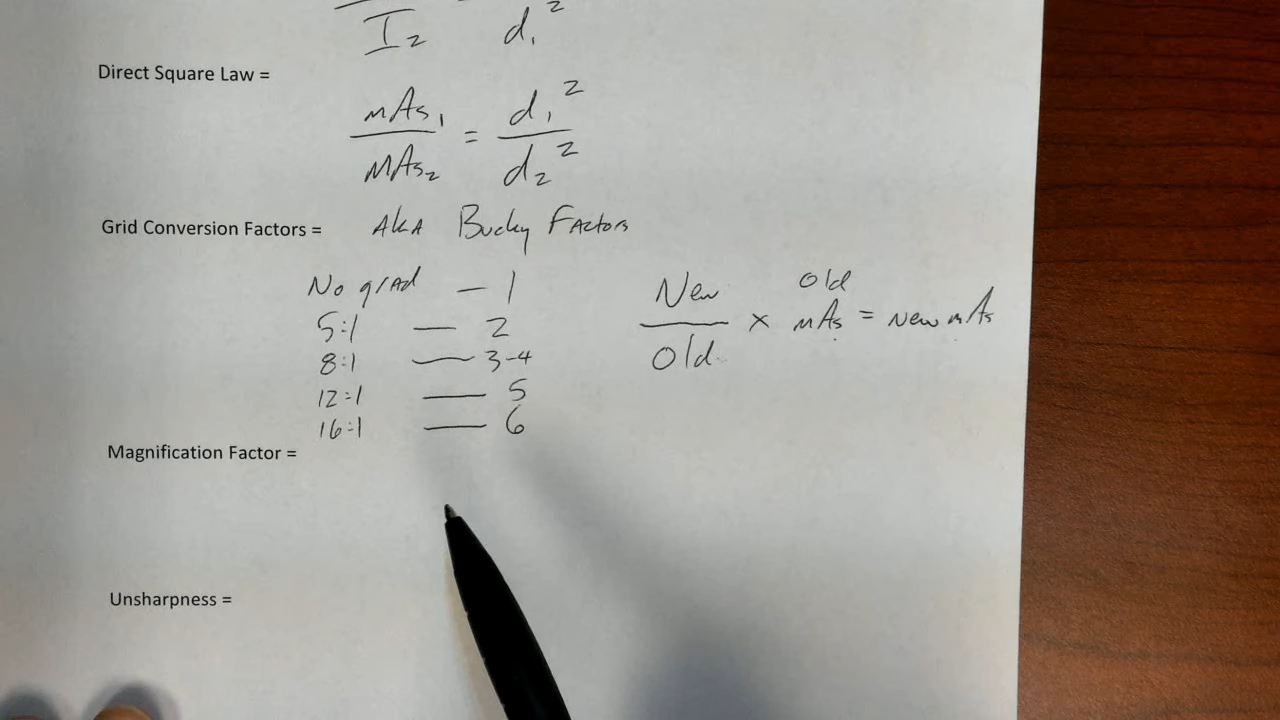 I₂ d₁²
Direct Square Law =
mAs₁ / mAs₂ = d₁² / d₂²
Grid Conversion Factors = AKA Bucky Factors
No grid — 1
5:1 — 2
8:1 — 3-4
12:1 — 5
16:1 — 6
New / Old × Old mAs = New mAs
Magnification Factor =
Unsharpness =